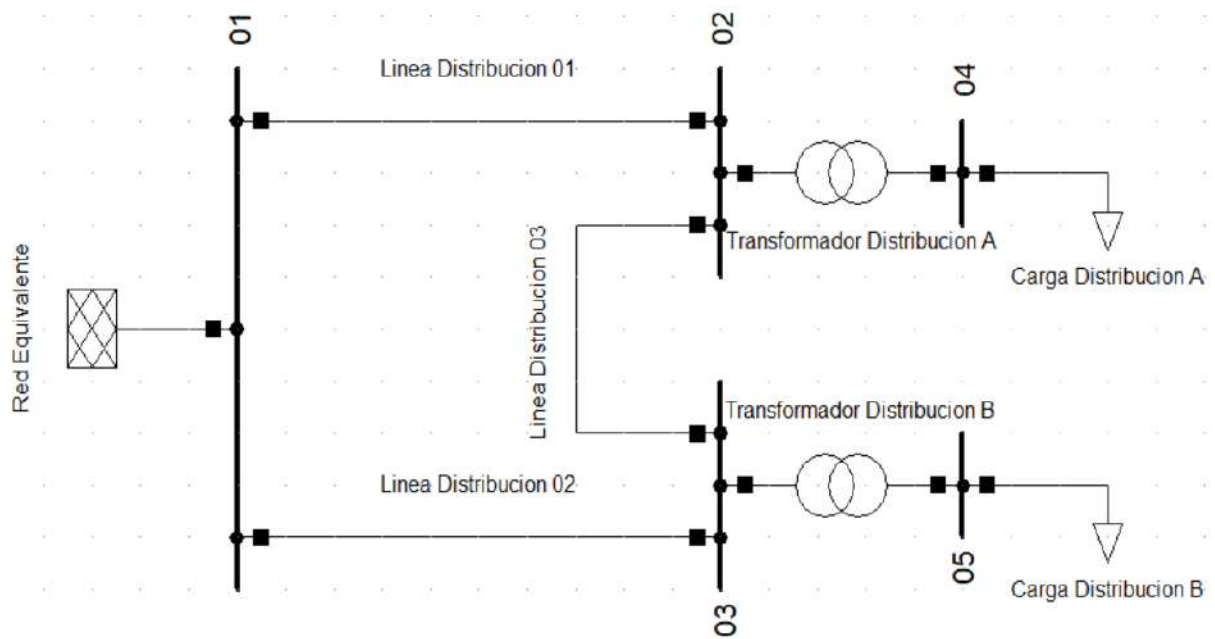 01
02
Linea Distribucion 01
04
Transformador Distribucion A
Carga Distribucion A
Linea Distribucion 03
Red Equivalente
Transformador Distribucion B
Linea Distribucion 02
05
Carga Distribucion B
03